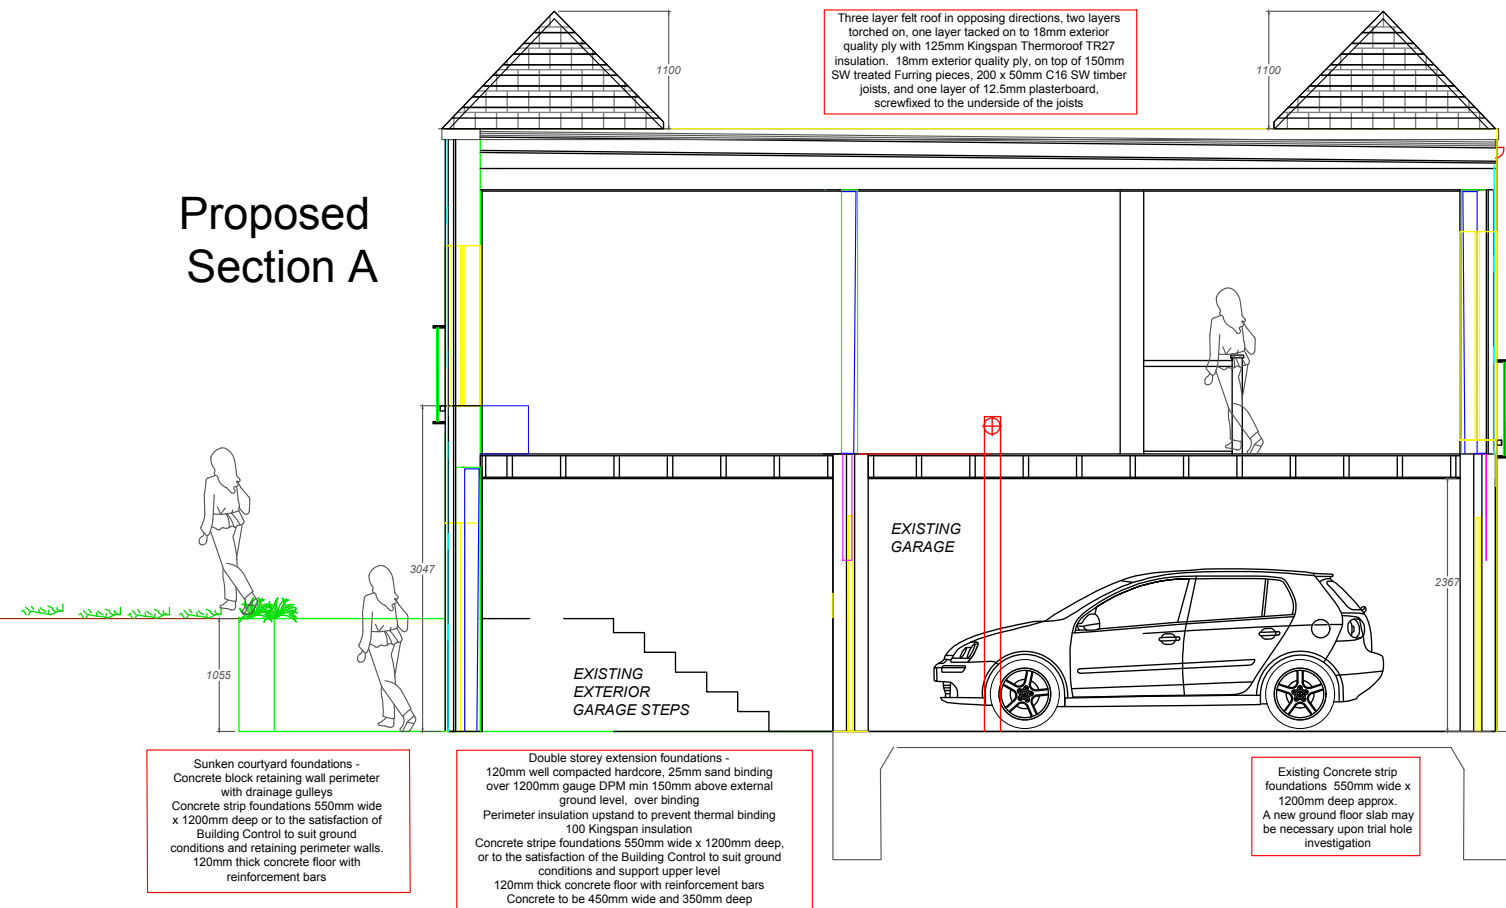 Three layer felt roof in opposing directions, two layers
torched on, one layer tacked on to 18mm exterior
quality ply with 125mm Kingspan Thermoroof TR27
insulation. 18mm exterior quality ply, on top of 150mm
SW treated Furring pieces, 200 x 50mm C16 SW timber
joists, and one layer of 12.5mm plasterboard,
screwfixed to the underside of the joists
1100
1100
Proposed
Section A
EXISTING
GARAGE
3047
2367
1055
EXISTING
EXTERIOR
GARAGE STEPS
Sunken courtyard foundations -
Concrete block retaining wall perimeter
with drainage gulleys
Concrete strip foundations 550mm wide
x 1200mm deep or to the satisfaction of
Building Control to suit ground
conditions and retaining perimeter walls.
120mm thick concrete floor with
reinforcement bars
Double storey extension foundations -
120mm well compacted hardcore, 25mm sand binding
over 1200mm gauge DPM min 150mm above external
ground level, over binding
Perimeter insulation upstand to prevent thermal binding
100 Kingspan insulation
Concrete stripe foundations 550mm wide x 1200mm deep,
or to the satisfaction of the Building Control to suit ground
conditions and support upper level
120mm thick concrete floor with reinforcement bars
Concrete to be 450mm wide and 350mm deep
Existing Concrete strip
foundations 550mm wide x
1200mm deep approx.
A new ground floor slab may
be necessary upon trial hole
investigation